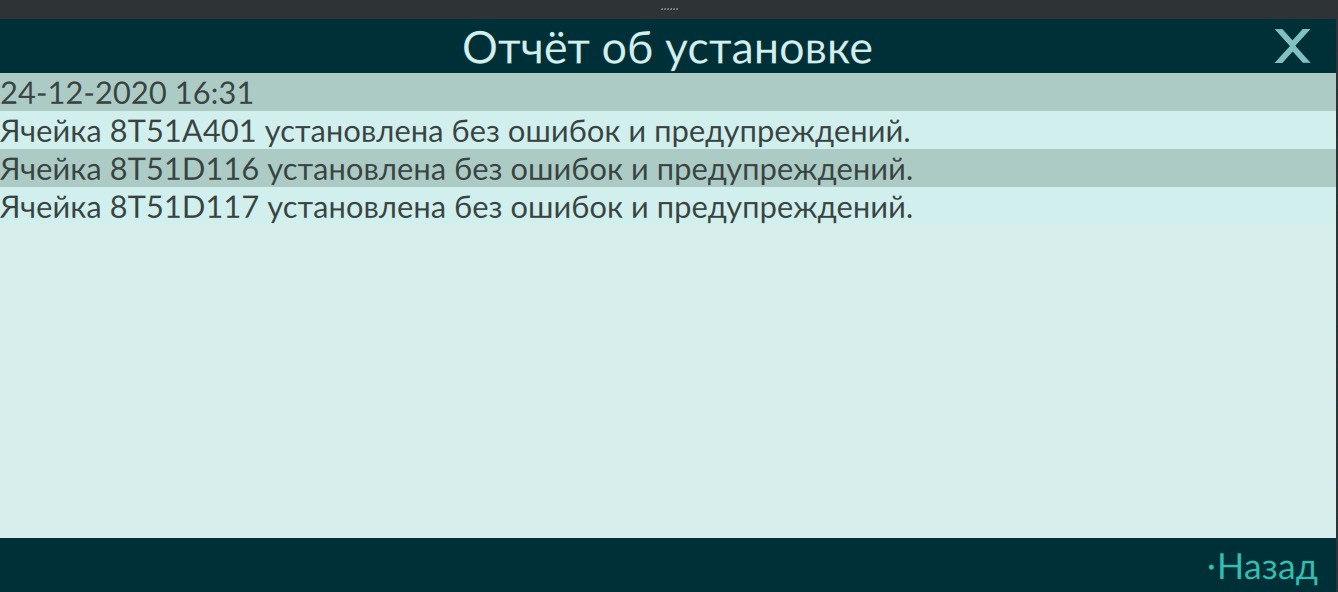 Отчёт об установке
X
24-12-2020 16:31
Ячейка 8T51A401 установлена без ошибок и предупреждений.
Ячейка 8T51D116 установлена без ошибок и предупреждений.
Ячейка 8T51D117 установлена без ошибок и предупреждений.
·Назад